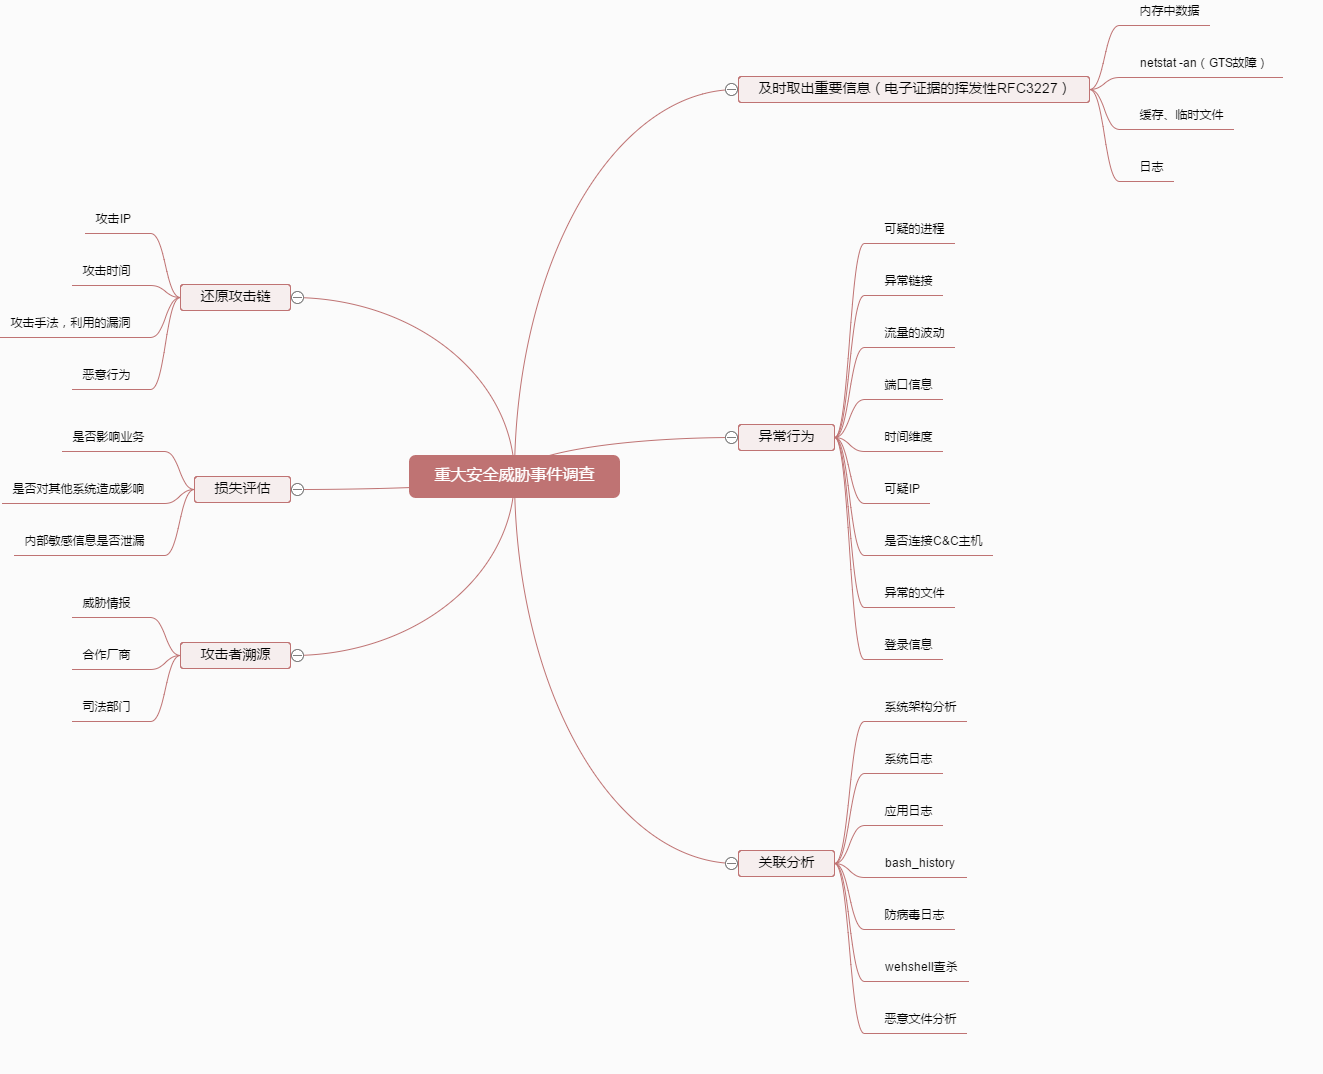 重大安全威胁事件调查
及时取出重要信息（电子证据的挥发性RFC3227）
内存中数据
netstat -an（GTS故障）
缓存、临时文件
日志
异常行为
可疑的进程
异常链接
流量的波动
端口信息
时间维度
可疑IP
是否连接C&C主机
异常的文件
登录信息
关联分析
系统架构分析
系统日志
应用日志
bash_history
防病毒日志
wehshell查杀
恶意文件分析
还原攻击链
攻击IP
攻击时间
攻击手法，利用的漏洞
恶意行为
损失评估
是否影响业务
是否对其他系统造成影响
内部敏感信息是否泄漏
攻击者溯源
威胁情报
合作厂商
司法部门